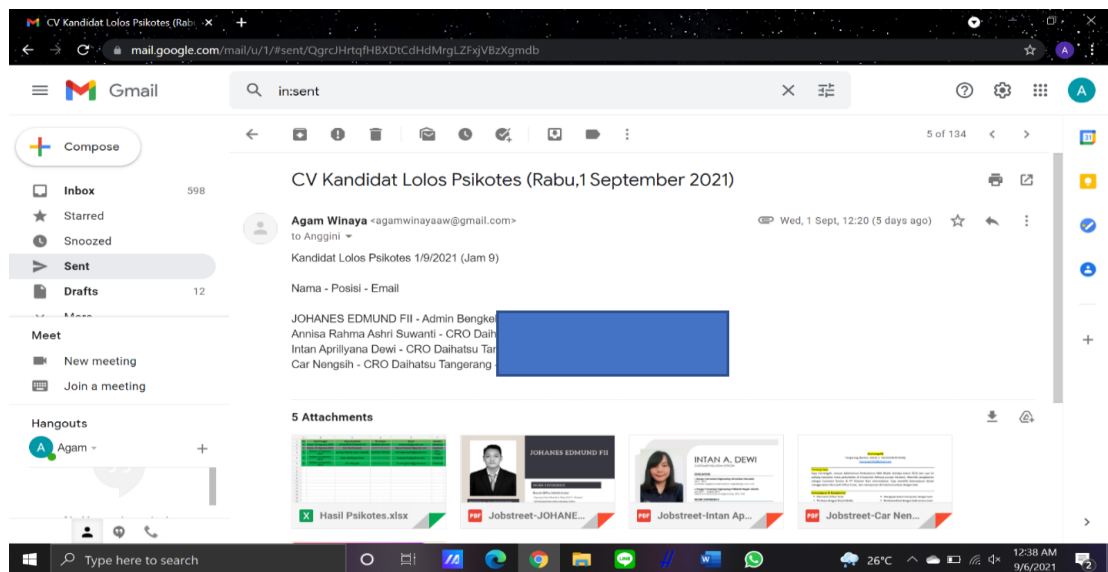 CV Kandidat Lolos Psikotes (Rabu
mail.google.com/mail/u/1/#sent/QgrcJHrtqfHBXDtCdHdMrgLZFxjVBzXgmdb
A
Gmail
in:sent
A
Compose
5 of 134
31
Inbox 598
Starred
Snoozed
Sent
Drafts 12
More
Meet
New meeting
Join a meeting
Hangouts
A Agam
CV Kandidat Lolos Psikotes (Rabu,1 September 2021)
Agam Winaya <agamwinayaaw@gmail.com>
Wed, 1 Sept, 12:20 (5 days ago)
to Anggini
Kandidat Lolos Psikotes 1/9/2021 (Jam 9)
Nama - Posisi - Email
JOHANES EDMUND FII - Admin Bengkel
Annisa Rahma Ashri Suwanti - CRO Daih
Intan Aprillyana Dewi - CRO Daihatsu Tar
Car Nengsih - CRO Daihatsu Tangerang -
5 Attachments
JOHANES EDMUND FII
INTAN A, DEWI
X Hasil Psikotes.xlsx
PDF Jobstreet-JOHANE...
PDF Jobstreet-Intan Ap...
PDF Jobstreet-Car Nen...
Type here to search
26°C
12:38 AM
9/6/2021
2